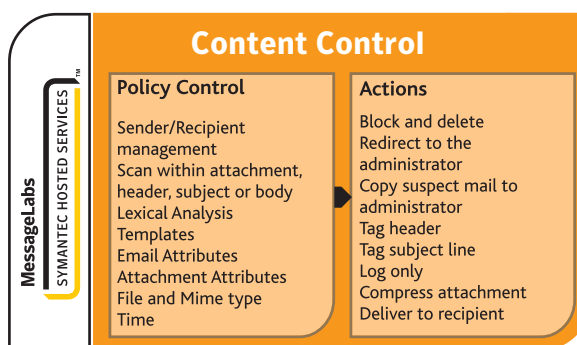 MessageLabs
SYMANTEC HOSTED SERVICES
™
Content Control
Policy Control
Sender/Recipient
management
Scan within attachment,
header, subject or body
Lexical Analysis
Templates
Email Attributes
Attachment Attributes
File and Mime type
Time
Actions
Block and delete
Redirect to the
administrator
Copy suspect mail to
administrator
Tag header
Tag subject line
Log only
Compress attachment
Deliver to recipient